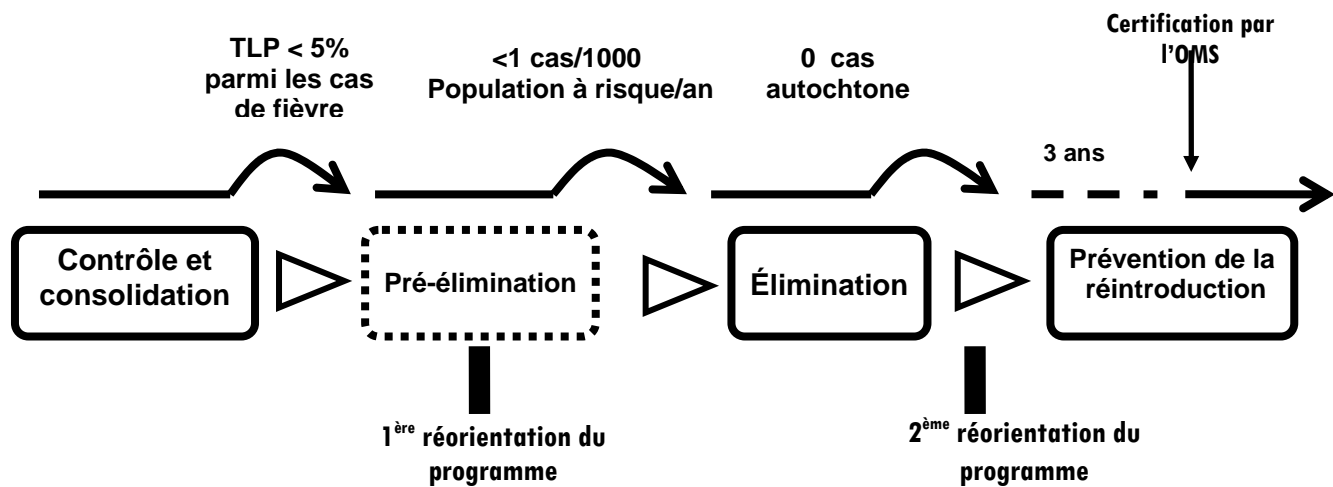 Certification par
l'OMS
TLP < 5%
parmi les cas
de fièvre
<1 cas/1000
Population à risque/an
0 cas
autochtone
3 ans
Contrôle et
consolidation
Pré-élimination
Élimination
Prévention de la
réintroduction
1ère réorientation du
programme
2ème réorientation du
programme